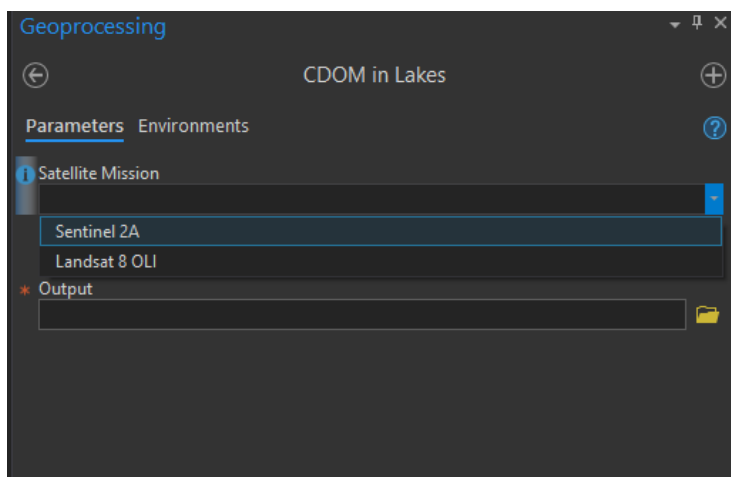 Geoprocessing
CDOM in Lakes
Parameters Environments
Satellite Mission
Sentinel 2A
Landsat 8 OLI
* Output